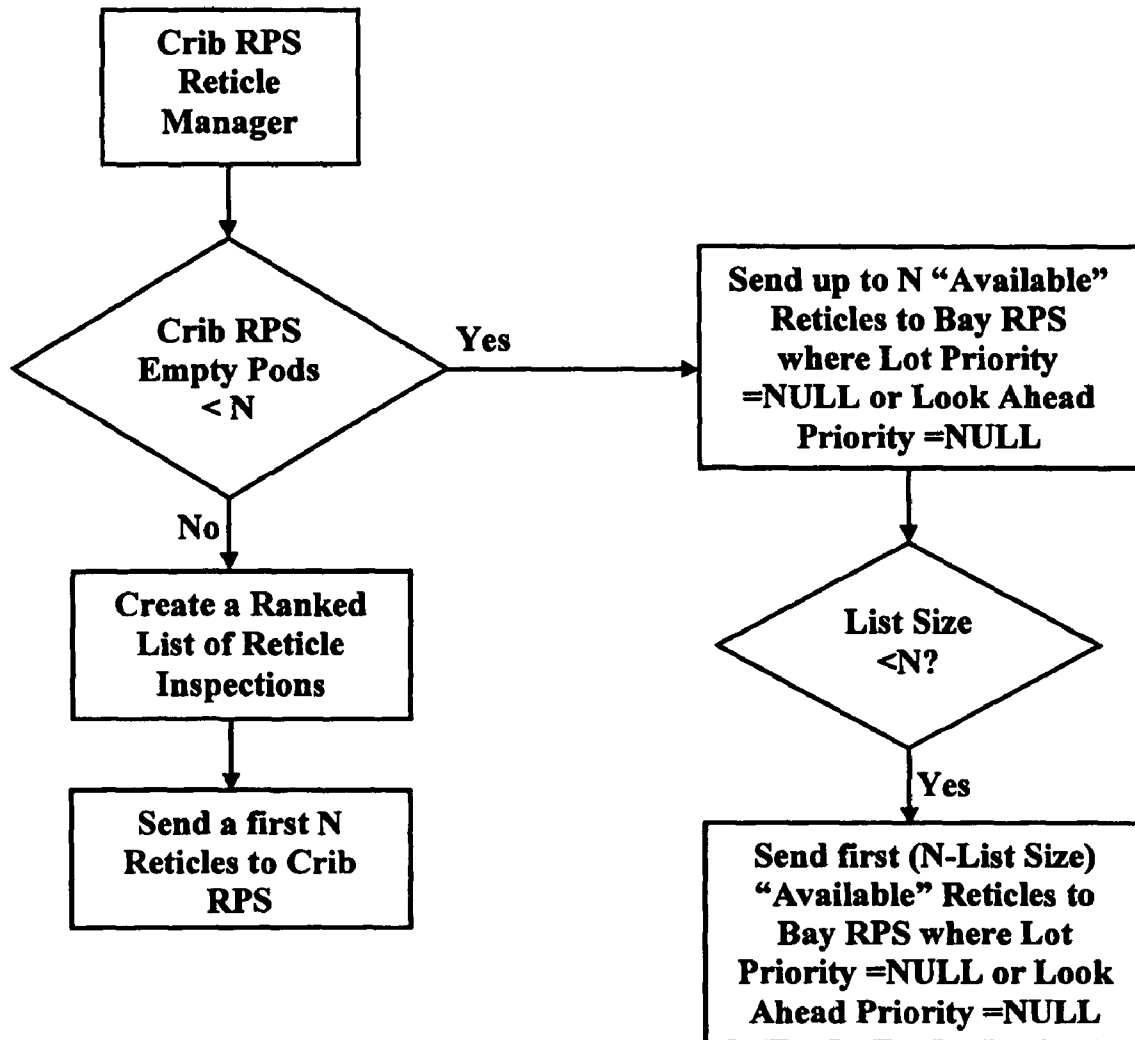 Crib RPS
Reticle
Manager
Crib RPS
Empty Pods
< N
Yes
Send up to N “Available”
Reticles to Bay RPS
where Lot Priority
=NULL or Look Ahead
Priority =NULL
No
Create a Ranked
List of Reticle
Inspections
List Size
<N?
Send a first N
Reticles to Crib
RPS
Yes
Send first (N-List Size)
“Available” Reticles to
Bay RPS where Lot
Priority =NULL or Look
Ahead Priority =NULL